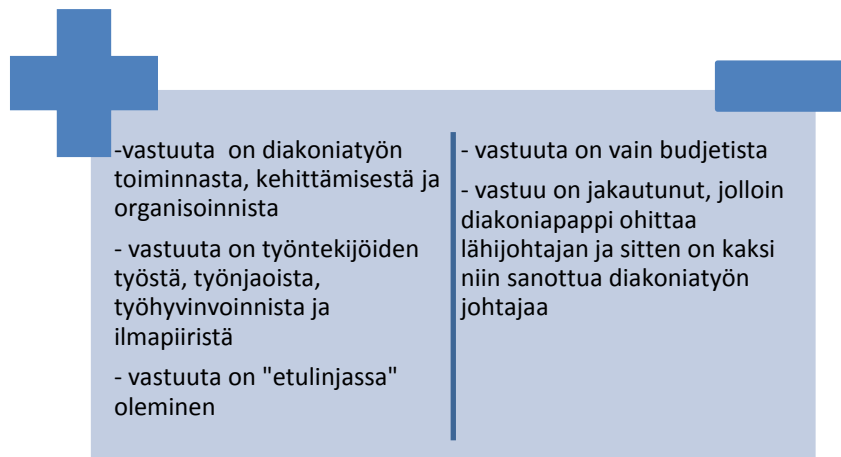 -vastuuta  on diakoniatyön
toiminnasta, kehittämisestä ja
organisoinnista
- vastuuta on työntekijöiden
työstä, työnjaoista,
työhyvinvoinnista ja
ilmapiiristä
- vastuuta on "etulinjassa"
oleminen
- vastuuta on vain budjetista
- vastuu on jakautunut, jolloin
diakoniapappi ohittaa
lähijohtajan ja sitten on kaksi
niin sanottua diakoniatyön
johtajaa